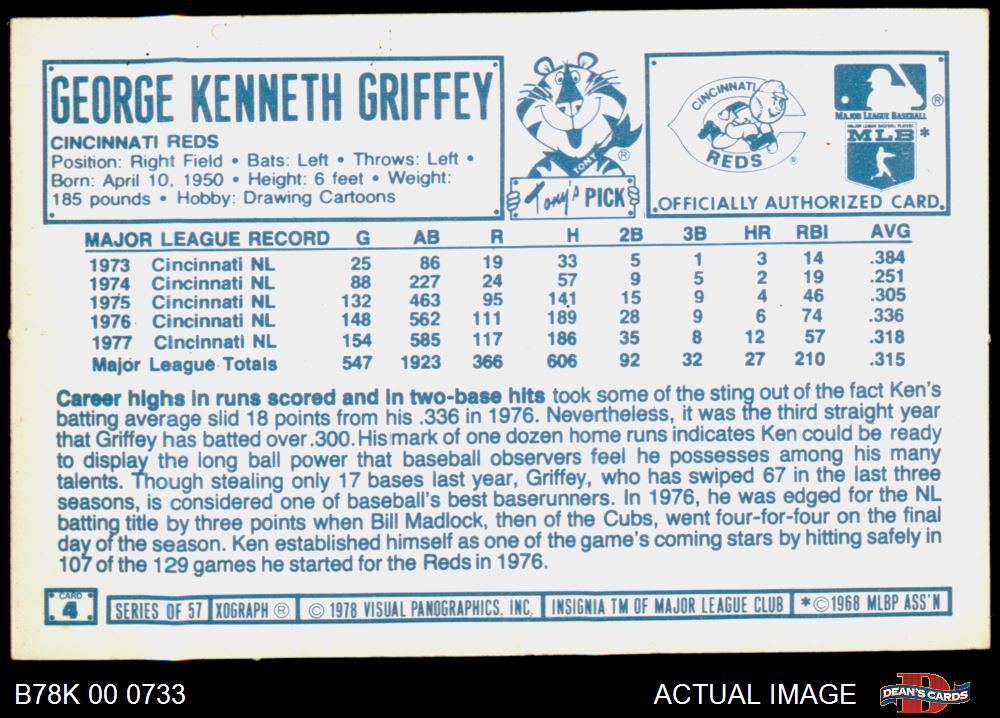 GEORGE KENNETH GRIFFEY
CINCINNATI REDS
Position: Right Field • Bats: Left • Throws: Left •
Born: April 10, 1950 • Height: 6 feet • Weight:
185 pounds • Hobby: Drawing Cartoons
TONY
®
Tony's PICK
CINCINNATI
REDS
®
®
MAJOR LEAGUE BASEBALL
MAJOR LEAGUE BASEBALL PLAYERS
MLB *
OFFICIALLY AUTHORIZED CARD
MAJOR LEAGUE RECORD G AB R H 2B 3B HR RBI AVG
1973 Cincinnati NL 25 86 19 33 5 1 3 14 .384
1974 Cincinnati NL 88 227 24 57 9 5 2 19 .251
1975 Cincinnati NL 132 463 95 141 15 9 4 46 .305
1976 Cincinnati NL 148 562 111 189 28 9 6 74 .336
1977 Cincinnati NL 154 585 117 186 35 8 12 57 .318
Major League Totals 547 1923 366 606 92 32 27 210 .315
Career highs in runs scored and in two-base hits took some of the sting out of the fact Ken's
batting average slid 18 points from his .336 in 1976. Nevertheless, it was the third straight year
that Griffey has batted over .300. His mark of one dozen home runs indicates Ken could be ready
to display the long ball power that baseball observers feel he possesses among his many
talents. Though stealing only 17 bases last year, Griffey, who has swiped 67 in the last three
seasons, is considered one of baseball's best baserunners. In 1976, he was edged for the NL
batting title by three points when Bill Madlock, then of the Cubs, went four-for-four on the final
day of the season. Ken established himself as one of the game's coming stars by hitting safely in
107 of the 129 games he started for the Reds in 1976.
CARD
4
SERIES OF 57 XOGRAPH ® © 1978 VISUAL PANOGRAPHICS, INC. INSIGNIA TM OF MAJOR LEAGUE CLUB * © 1968 MLBP ASS'N
B78K 00 0733
ACTUAL IMAGE
DEAN'S CARDS